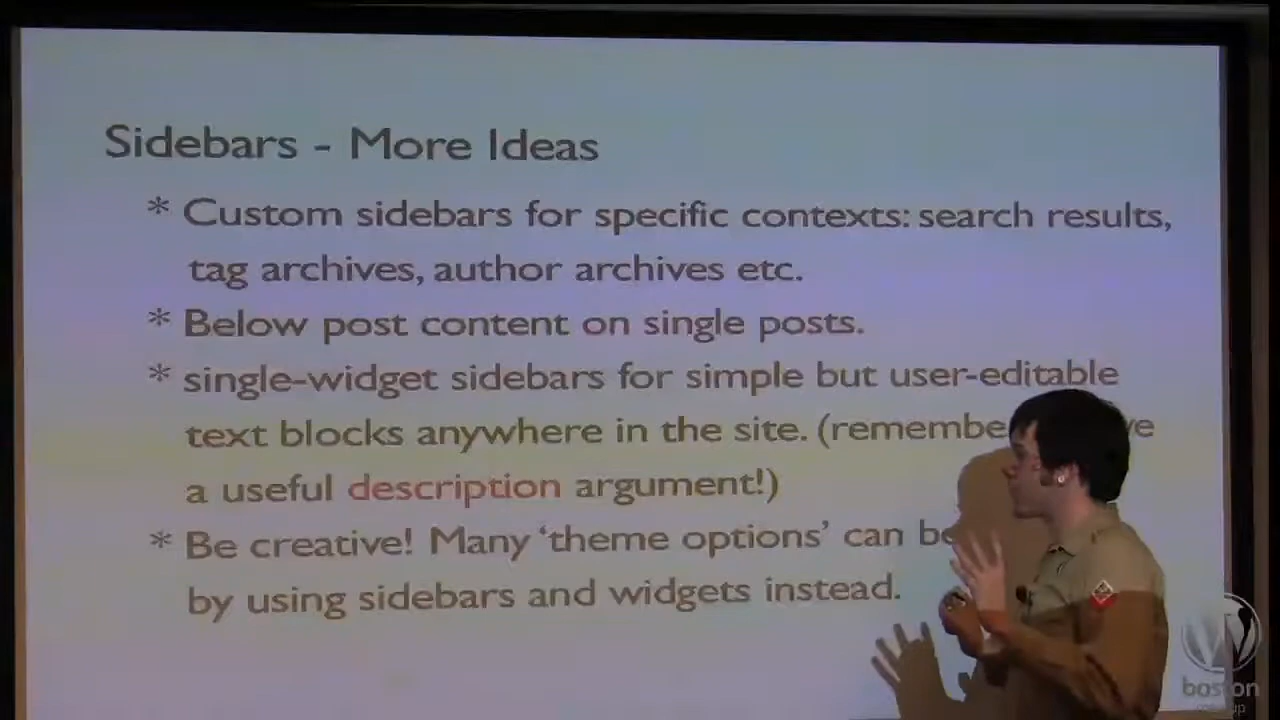 Sidebars - More Ideas
* Custom sidebars for specific contexts: search results,
tag archives, author archives etc.
* Below post content on single posts.
* single-widget sidebars for simple but user-editable
text blocks anywhere in the site. (remember
a useful description argument!)
* Be creative! Many ‘theme options’ can be
by using sidebars and widgets instead.
boston